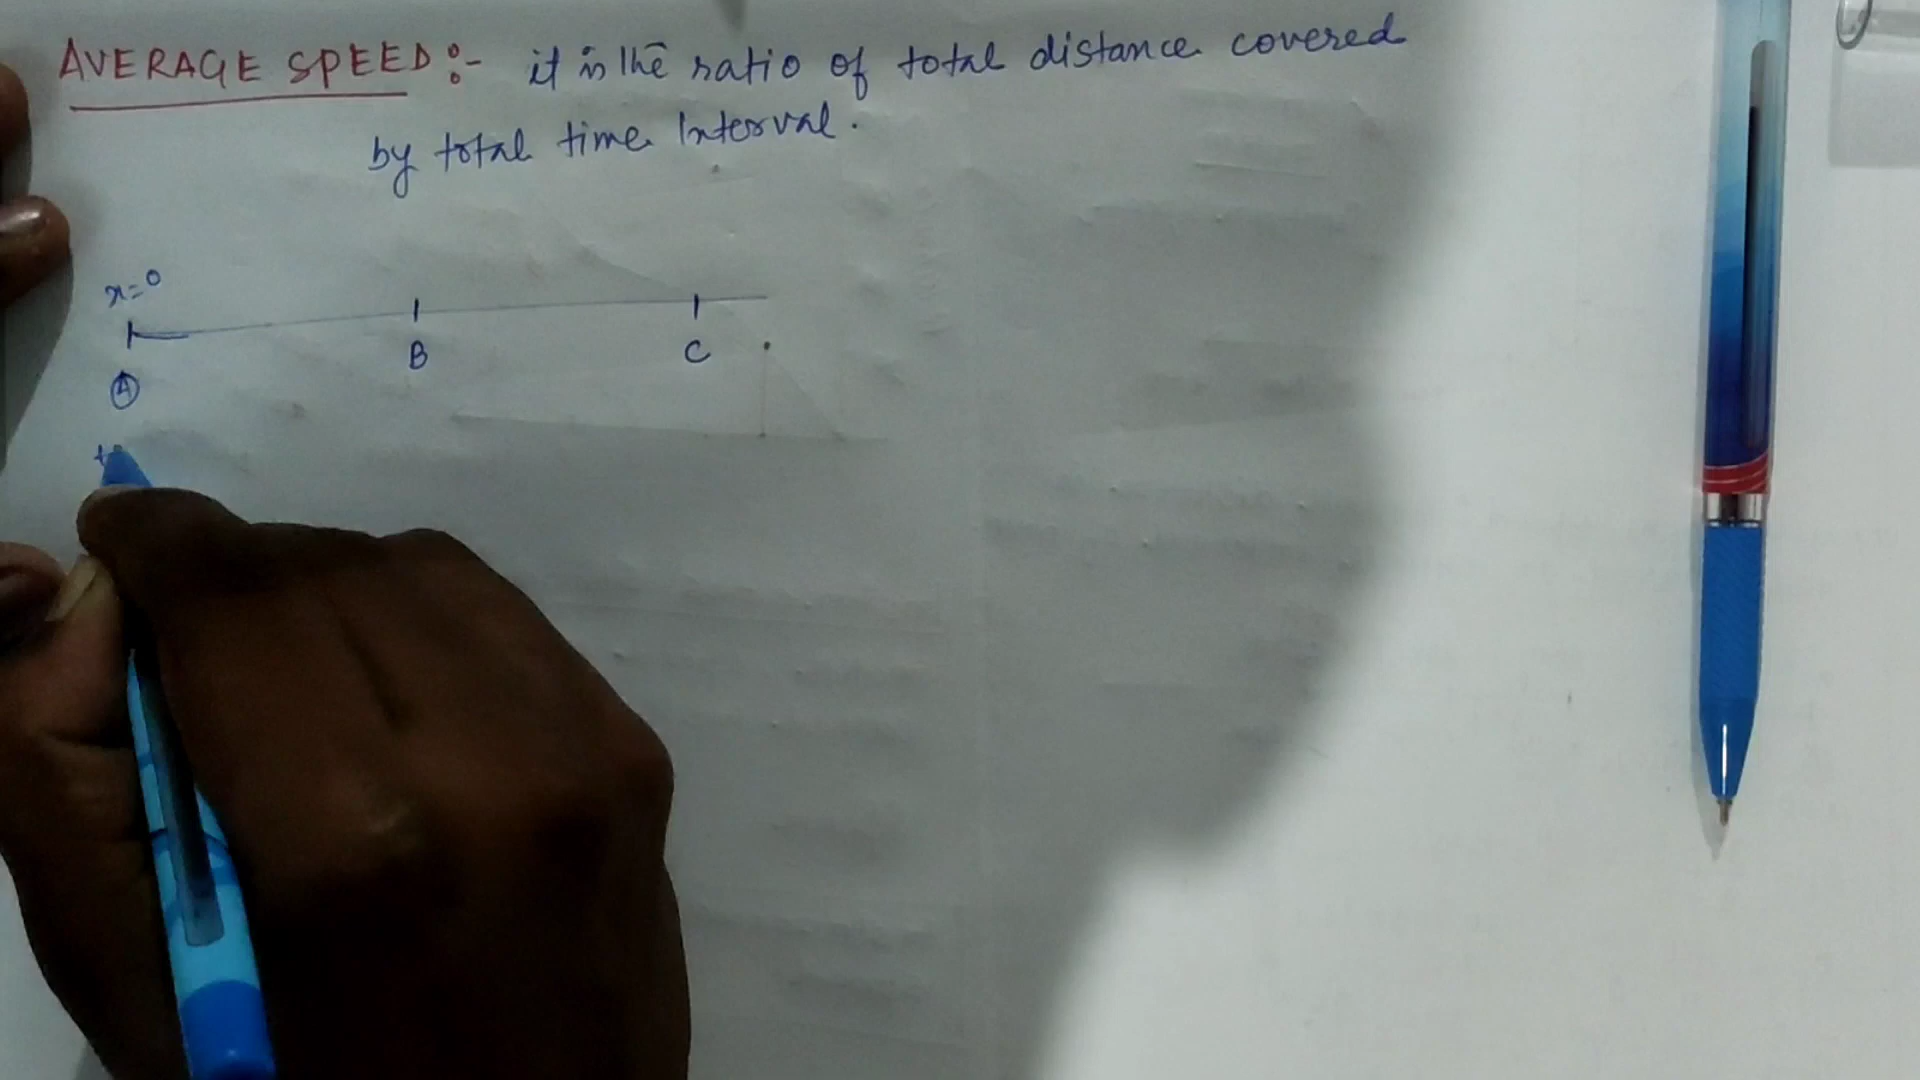 AVERAGE SPEED:- it is the ratio of total distance covered
by total time Interval.
x=0
B C
A